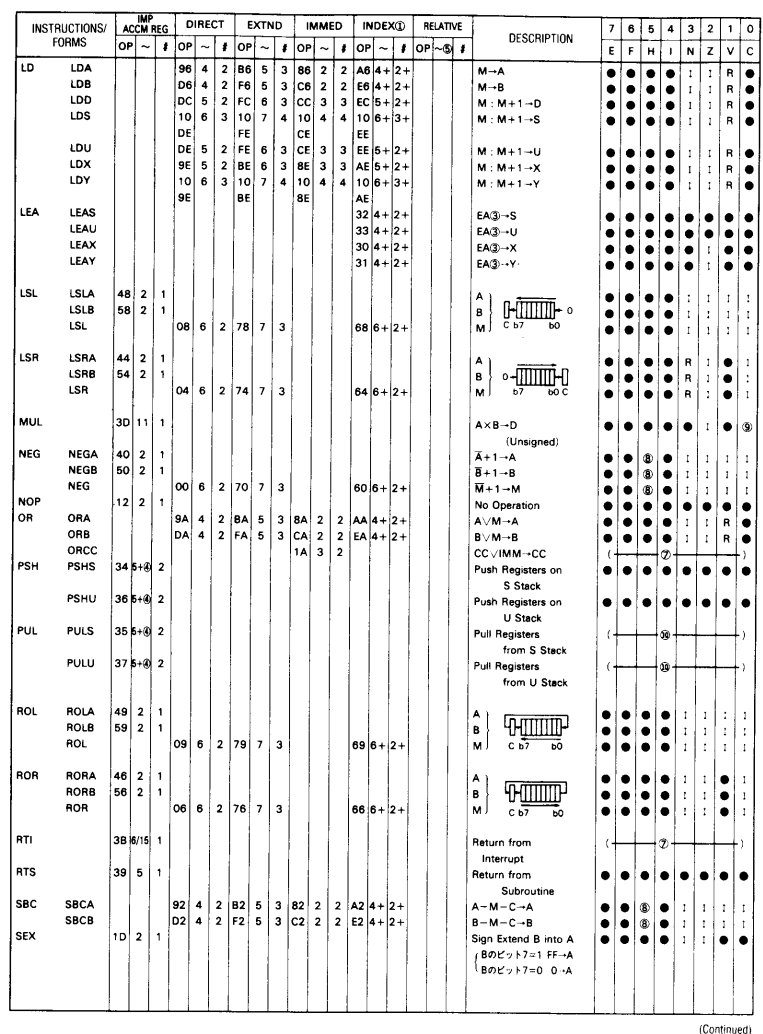 INSTRUCTIONS/ FORMS IMP ACCM REG DIRECT EXTND IMMED INDEX① RELATIVE DESCRIPTION 7 6 5 4 3 2 1 0
OP ~ # OP ~ # OP ~ # OP ~ # OP ~ # OP ~⑤ # E F H I N Z V C
LD LDA 96 4 2 B6 5 3 86 2 2 A6 4+ 2+ M→A ● ● ● ● ↕ ↕ R ●
LDB D6 4 2 F6 5 3 C6 2 2 E6 4+ 2+ M→B ● ● ● ● ↕ ↕ R ●
LDD DC 5 2 FC 6 3 CC 3 3 EC 5+ 2+ M : M+1→D ● ● ● ● ↕ ↕ R ●
LDS 10 6 3 10 7 4 10 4 4 10 6+ 3+ M : M+1→S ● ● ● ● ↕ ↕ R ●
DE FE CE EE
LDU DE 5 2 FE 6 3 CE 3 3 EE 5+ 2+ M : M+1→U ● ● ● ● ↕ ↕ R ●
LDX 9E 5 2 BE 6 3 8E 3 3 AE 5+ 2+ M : M+1→X ● ● ● ● ↕ ↕ R ●
LDY 10 6 3 10 7 4 10 4 4 10 6+ 3+ M : M+1→Y ● ● ● ● ↕ ↕ R ●
9E BE 8E AE
LEA LEAS 32 4+ 2+ EA③→S ● ● ● ● ● ● ● ●
LEAU 33 4+ 2+ EA③→U ● ● ● ● ● ● ● ●
LEAX 30 4+ 2+ EA③→X ● ● ● ● ● ↕ ● ●
LEAY 31 4+ 2+ EA③→Y ● ● ● ● ● ↕ ● ●
LSL LSLA 48 2 1 A ● ● ● ● ↕ ↕ ↕ ↕
LSLB 58 2 1 B ← 0 ● ● ● ● ↕ ↕ ↕ ↕
LSL 08 6 2 78 7 3 68 6+ 2+ M C b7 b0 ● ● ● ● ↕ ↕ ↕ ↕
LSR LSRA 44 2 1 A ● ● ● ● R ↕ ● ↕
LSRB 54 2 1 B 0→ ● ● ● ● R ↕ ● ↕
LSR 04 6 2 74 7 3 64 6+ 2+ M b7 b0 C ● ● ● ● R ↕ ● ↕
MUL 3D 11 1 A×B→D ● ● ● ● ● ↕ ● ⑨
(Unsigned)
NEG NEGA 40 2 1 A̅+1→A ● ● ⑧ ● ↕ ↕ ↕ ↕
NEGB 50 2 1 B̅+1→B ● ● ⑧ ● ↕ ↕ ↕ ↕
NEG 00 6 2 70 7 3 60 6+ 2+ M̅+1→M ● ● ⑧ ● ↕ ↕ ↕ ↕
NOP 12 2 1 No Operation ● ● ● ● ● ● ● ●
OR ORA 9A 4 2 BA 5 3 8A 2 2 AA 4+ 2+ A∨M→A ● ● ● ● ↕ ↕ R ●
ORB DA 4 2 FA 5 3 CA 2 2 EA 4+ 2+ B∨M→B ● ● ● ● ↕ ↕ R ●
ORCC 1A 3 2 CC∨IMM→CC ( ⑦ )
PSH PSHS 34 5+④ 2 Push Registers on ● ● ● ● ● ● ● ●
S Stack
PSHU 36 5+④ 2 Push Registers on ● ● ● ● ● ● ● ●
U Stack
PUL PULS 35 5+④ 2 Pull Registers ( ⑩ )
from S Stack
PULU 37 5+④ 2 Pull Registers ( ⑩ )
from U Stack
ROL ROLA 49 2 1 A ● ● ● ● ↕ ↕ ↕ ↕
ROLB 59 2 1 B ● ● ● ● ↕ ↕ ↕ ↕
ROL 09 6 2 79 7 3 69 6+ 2+ M C b7 b0 ● ● ● ● ↕ ↕ ↕ ↕
ROR RORA 46 2 1 A ● ● ● ● ↕ ↕ ● ↕
RORB 56 2 1 B ● ● ● ● ↕ ↕ ● ↕
ROR 06 6 2 76 7 3 66 6+ 2+ M C b7 b0 ● ● ● ● ↕ ↕ ● ↕
RTI 3B 6/15 1 Return from ( ⑦ )
Interrupt
RTS 39 5 1 Return from ● ● ● ● ● ● ● ●
Subroutine
SBC SBCA 92 4 2 B2 5 3 82 2 2 A2 4+ 2+ A−M−C→A ● ● ⑧ ● ↕ ↕ ↕ ↕
SBCB D2 4 2 F2 5 3 C2 2 2 E2 4+ 2+ B−M−C→B ● ● ⑧ ● ↕ ↕ ↕ ↕
SEX 1D 2 1 Sign Extend B into A ● ● ● ● ↕ ↕ ● ●
Bのビット7=1 FF→A
Bのビット7=0 0→A
(Continued)